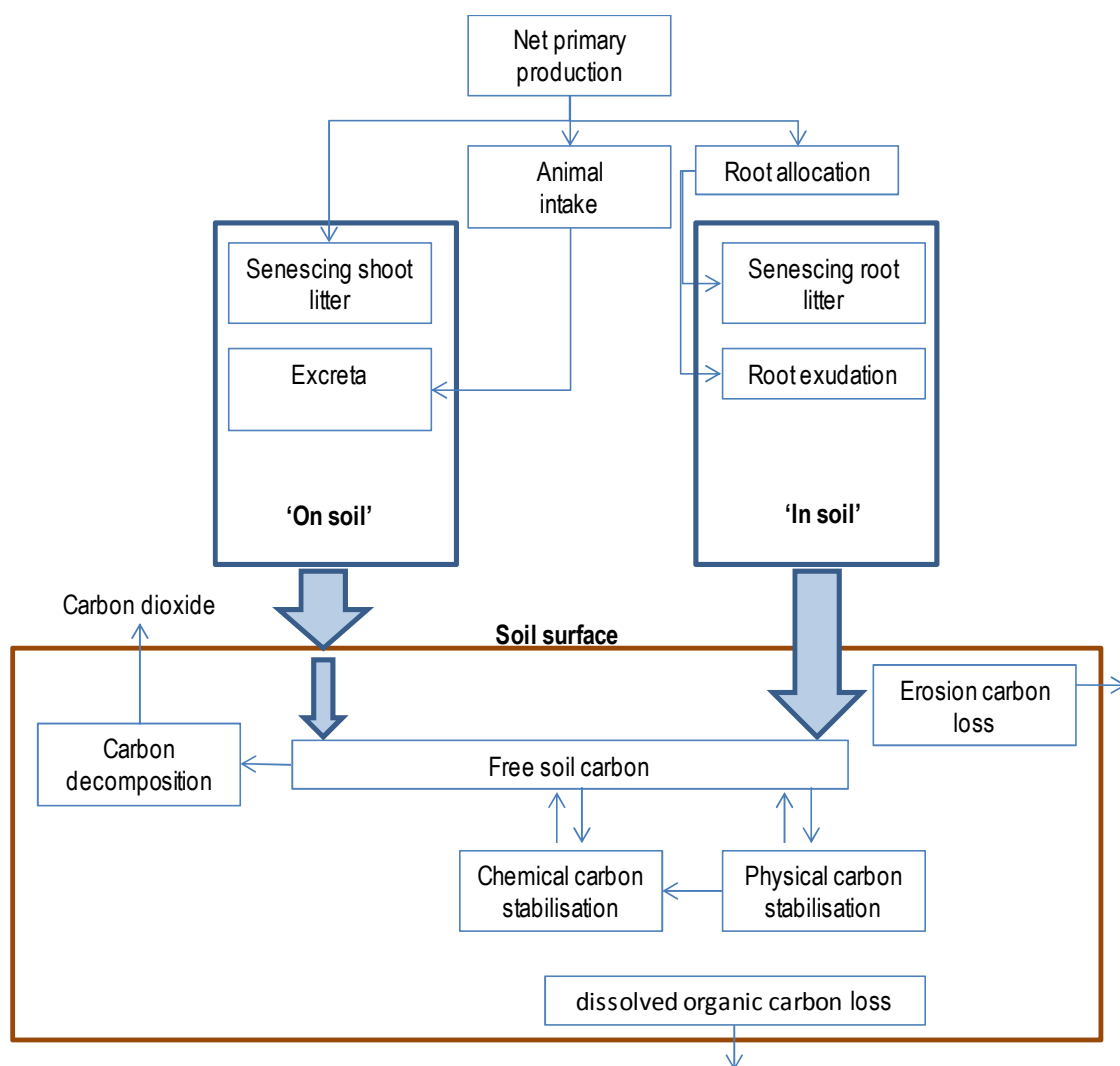 Net primary
production
Animal
intake
Root allocation
Senescing shoot
litter
Senescing root
litter
Excreta
Root exudation
‘On soil’
‘In soil’
Carbon dioxide
Soil surface
Erosion carbon
loss
Carbon
decomposition
Free soil carbon
Chemical carbon
stabilisation
Physical carbon
stabilisation
dissolved organic carbon loss